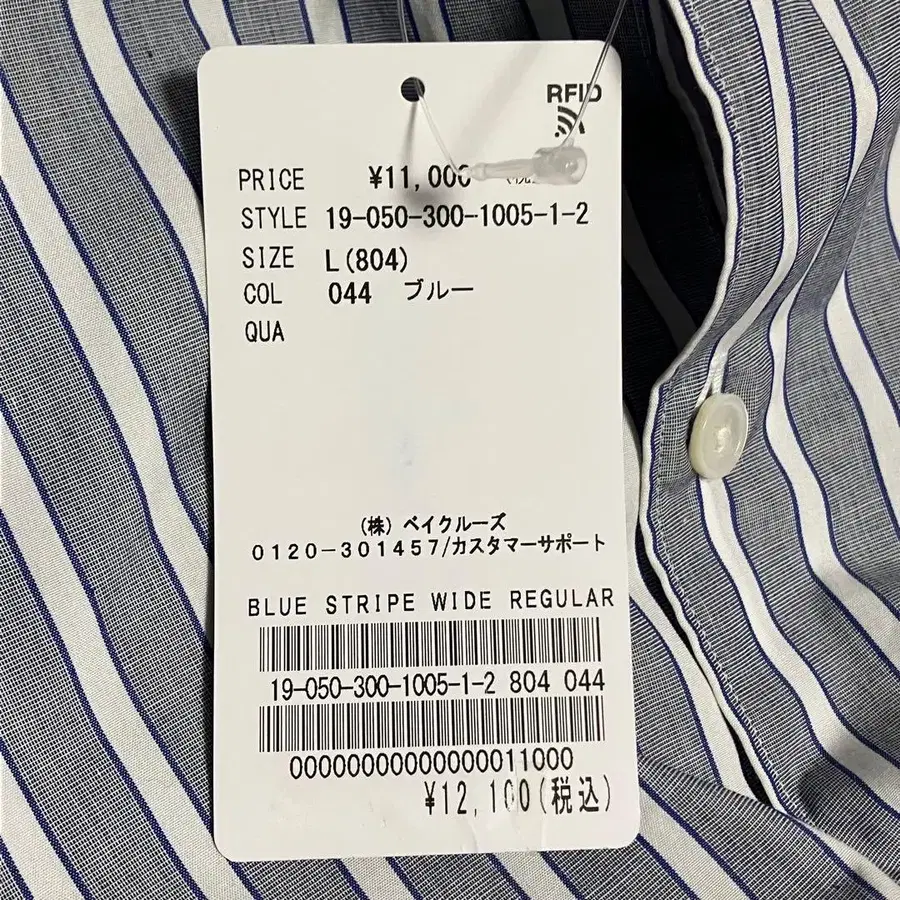 RFID
PRICE ¥11,000
STYLE 19-050-300-1005-1-2
SIZE L(804)
COL 044 ブルー
QUA
(株) ベイクルーズ
0120-301457/カスタマーサポート
BLUE STRIPE WIDE REGULAR
19-050-300-1005-1-2 804 044
00000000000000011000
¥12,100(税込)